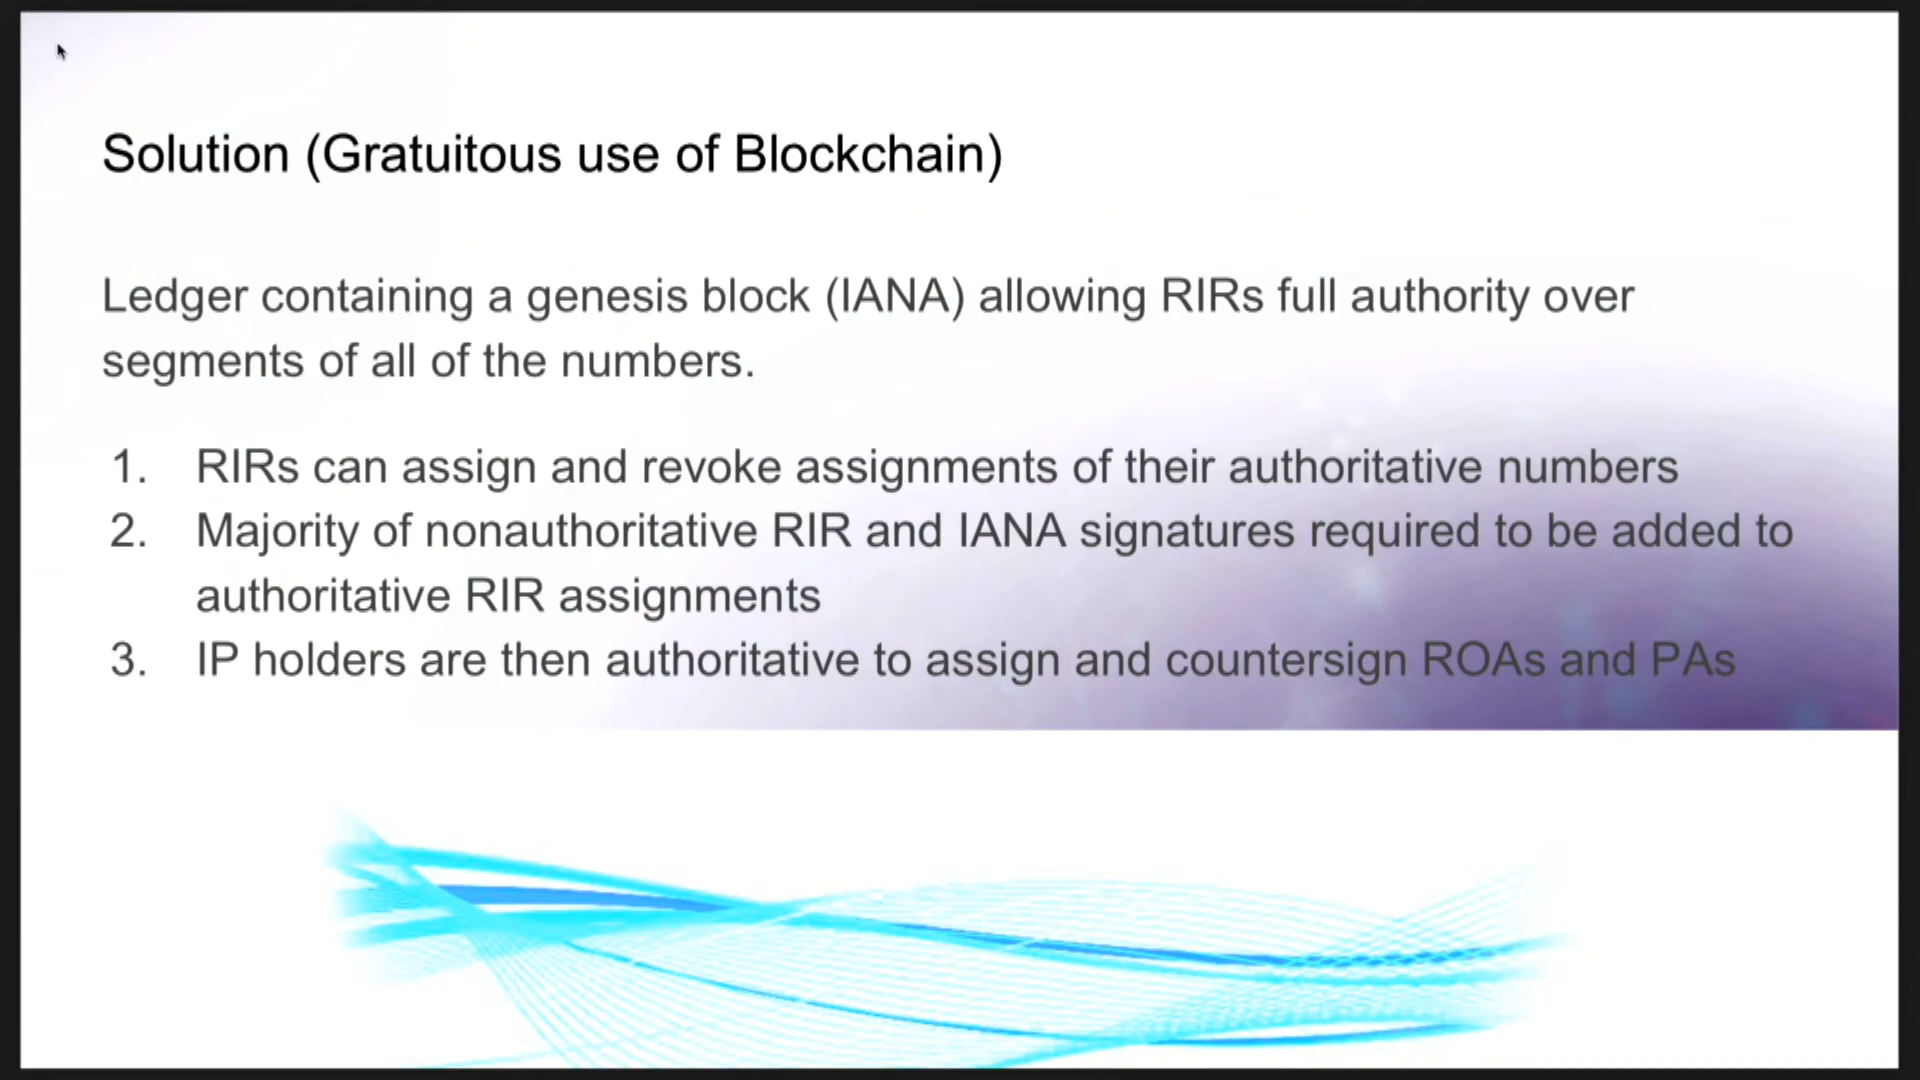 Solution (Gratuitous use of Blockchain)
Ledger containing a genesis block (IANA) allowing RIRs full authority over
segments of all of the numbers.
1. RIRs can assign and revoke assignments of their authoritative numbers
2. Majority of nonauthoritative RIR and IANA signatures required to be added to
authoritative RIR assignments
3. IP holders are then authoritative to assign and countersign ROAs and PAs